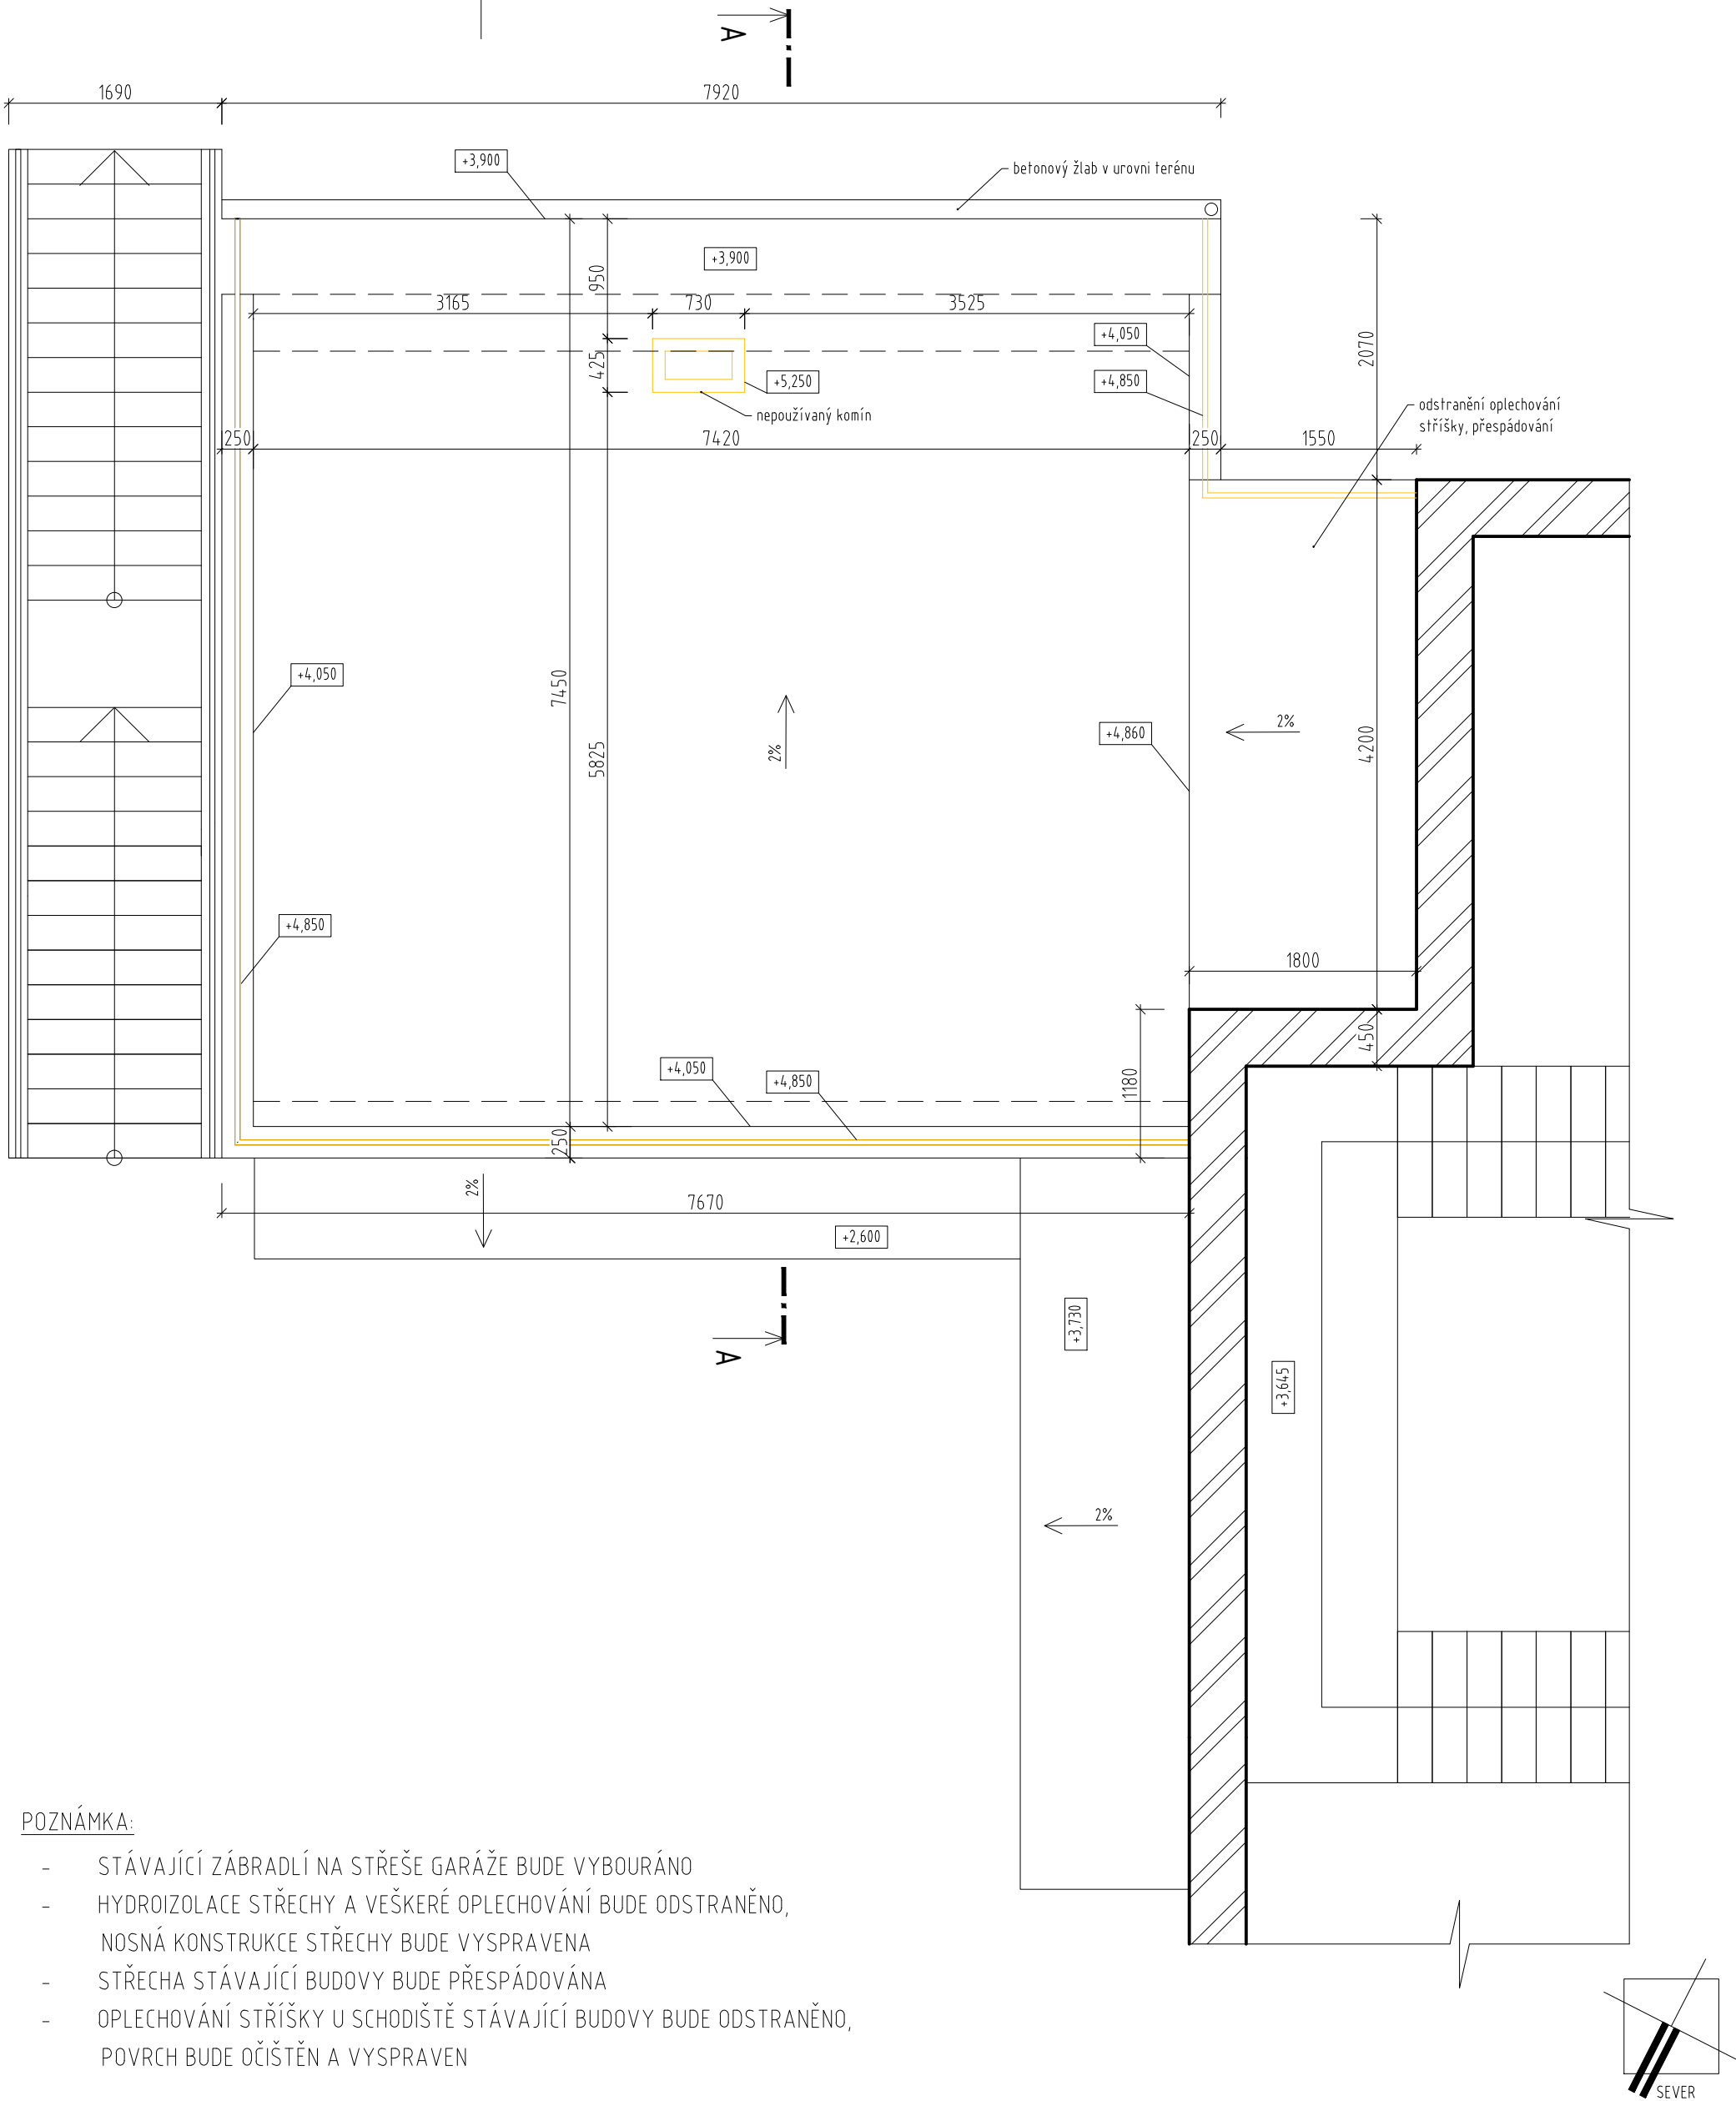 A
1690
7920
+3,900
betonový žlab v urovni terénu
+3,900
950
3165
730
3525
+4,050
2070
425
+5,250
+4,850
nepoužívaný komín
odstranění oplechování
stříšky, přespádování
250
7420
250
1550
+4,050
7450
5825
2%
+4,860
2%
4200
+4,850
1800
450
+4,050
+4,850
1180
250
2%
7670
+2,600
+3,730
A
+3,645
2%
POZNÁMKA:
- STÁVAJÍCÍ ZÁBRADLÍ NA STŘEŠE GARÁŽE BUDE VYBOURÁNO
- HYDROIZOLACE STŘECHY A VEŠKERÉ OPLECHOVÁNÍ BUDE ODSTRANĚNO,
NOSNÁ KONSTRUKCE STŘECHY BUDE VYSPRAVENA
- STŘECHA STÁVAJÍCÍ BUDOVY BUDE PŘESPÁDOVÁNA
- OPLECHOVÁNÍ STŘÍŠKY U SCHODIŠTĚ STÁVAJÍCÍ BUDOVY BUDE ODSTRANĚNO,
POVRCH BUDE OČIŠTĚN A VYSPRAVEN
SEVER